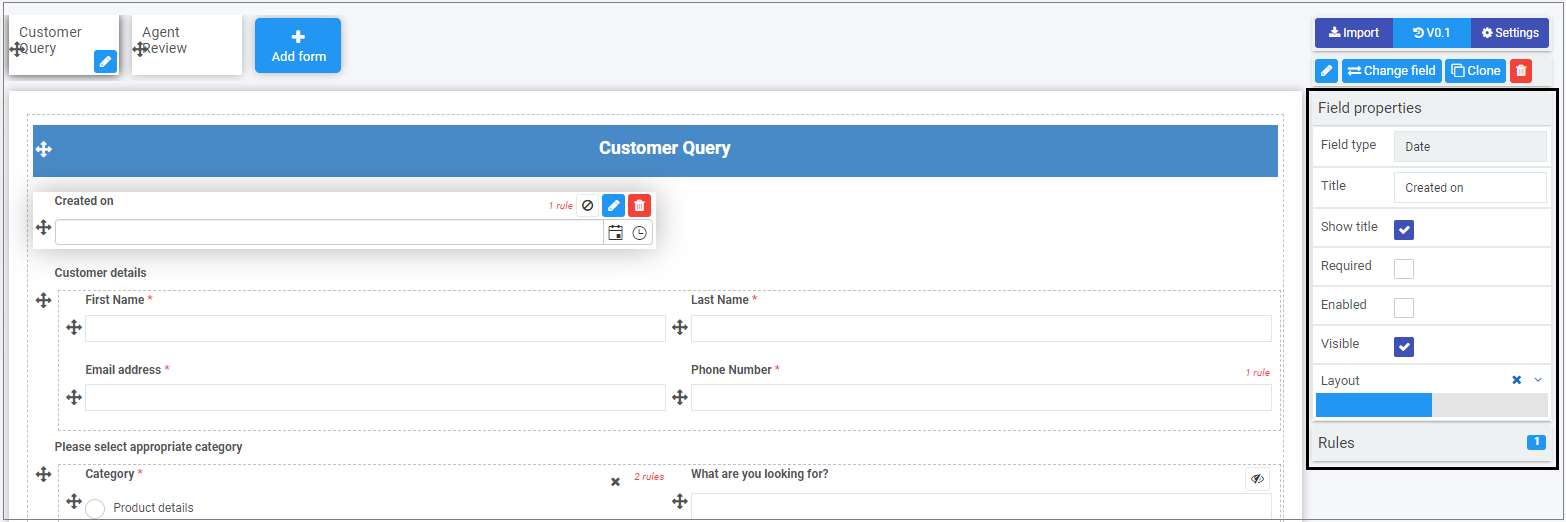 Customer
Query
Agent
Review
Add form
Import
V0.1
Settings
Change field
Clone
Customer Query
Created on
1 rule
Customer details
First Name *
Last Name *
Email address *
Phone Number *
1 rule
Please select appropriate category
Category *
2 rules
What are you looking for?
Product details
Field properties
Field type
Date
Title
Created on
Show title
Required
Enabled
Visible
Layout
Rules
1